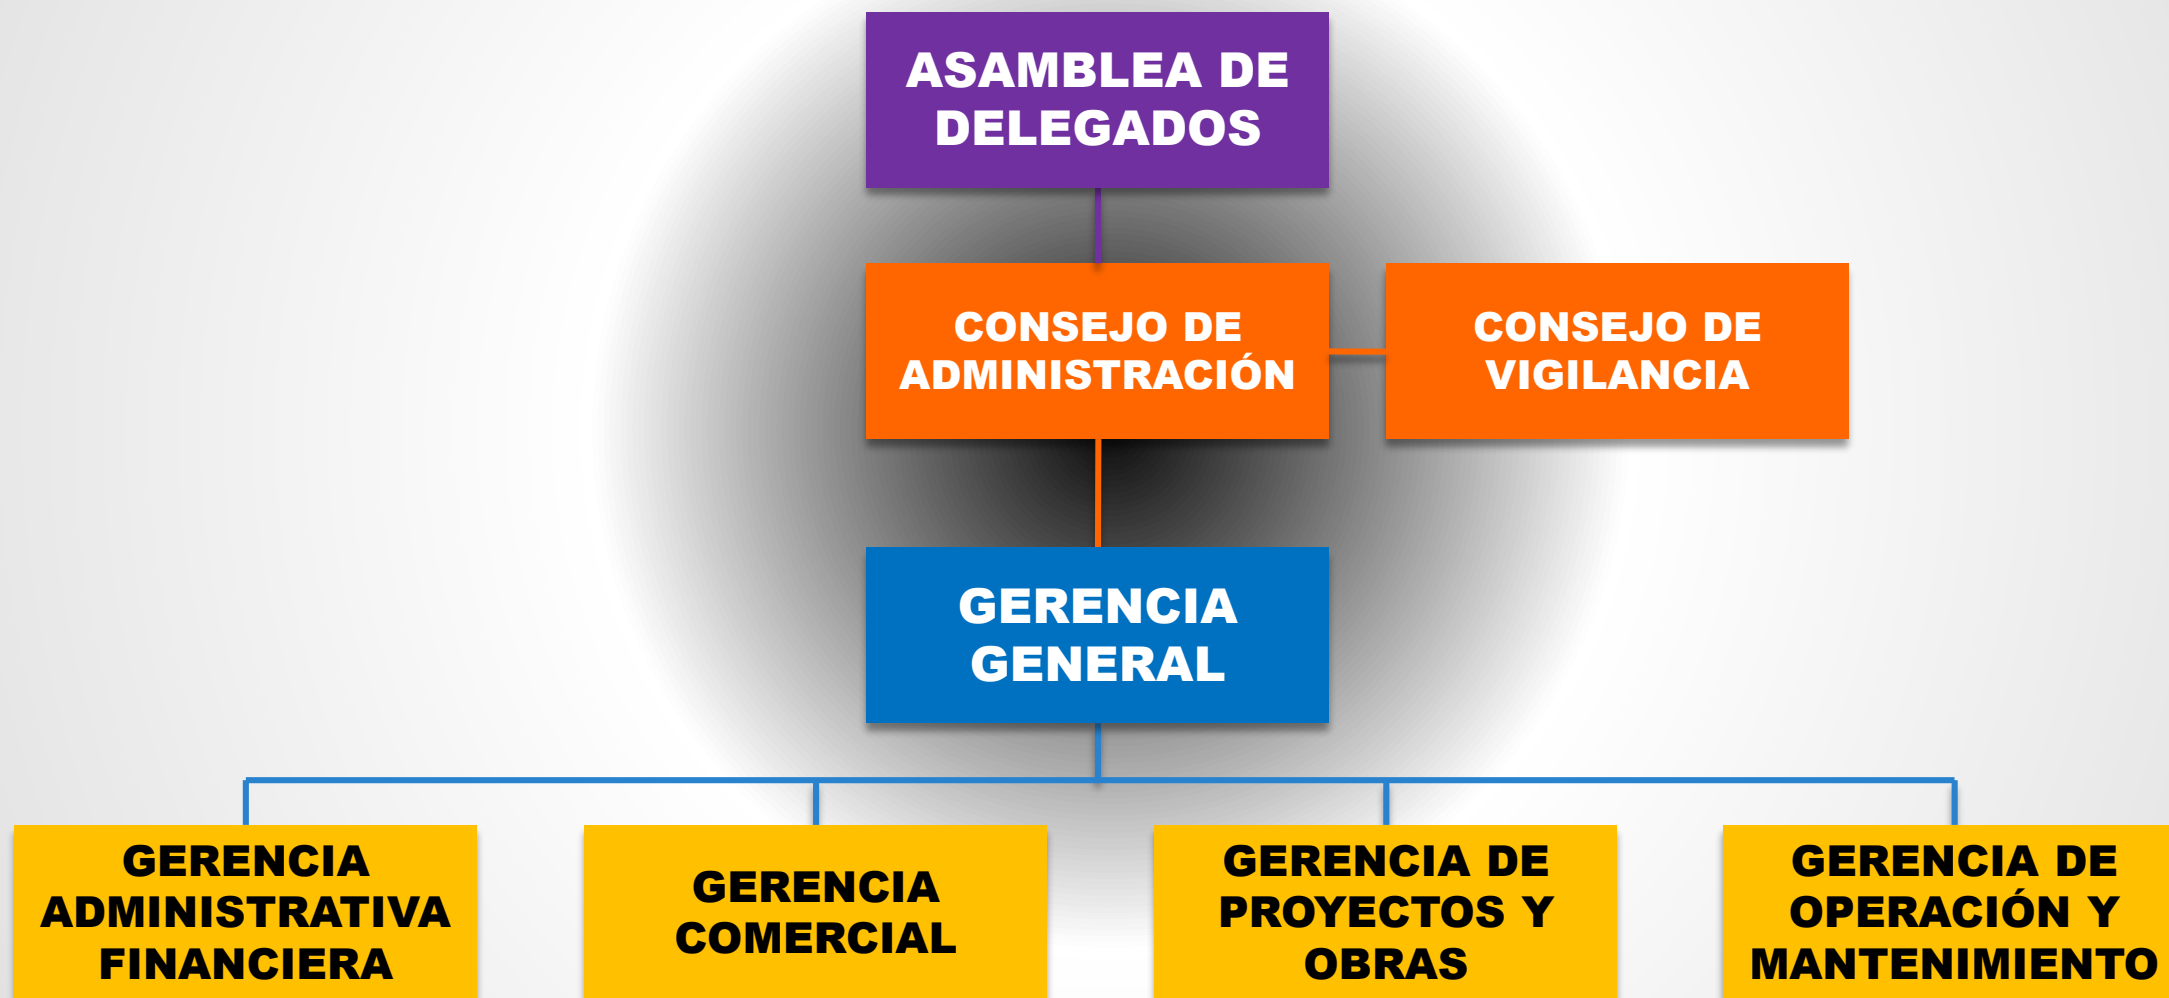 ASAMBLEA DE
DELEGADOS
CONSEJO DE
ADMINISTRACIÓN
CONSEJO DE
VIGILANCIA
GERENCIA
GENERAL
GERENCIA
ADMINISTRATIVA
FINANCIERA
GERENCIA
COMERCIAL
GERENCIA DE
PROYECTOS Y
OBRAS
GERENCIA DE
OPERACIÓN Y
MANTENIMIENTO